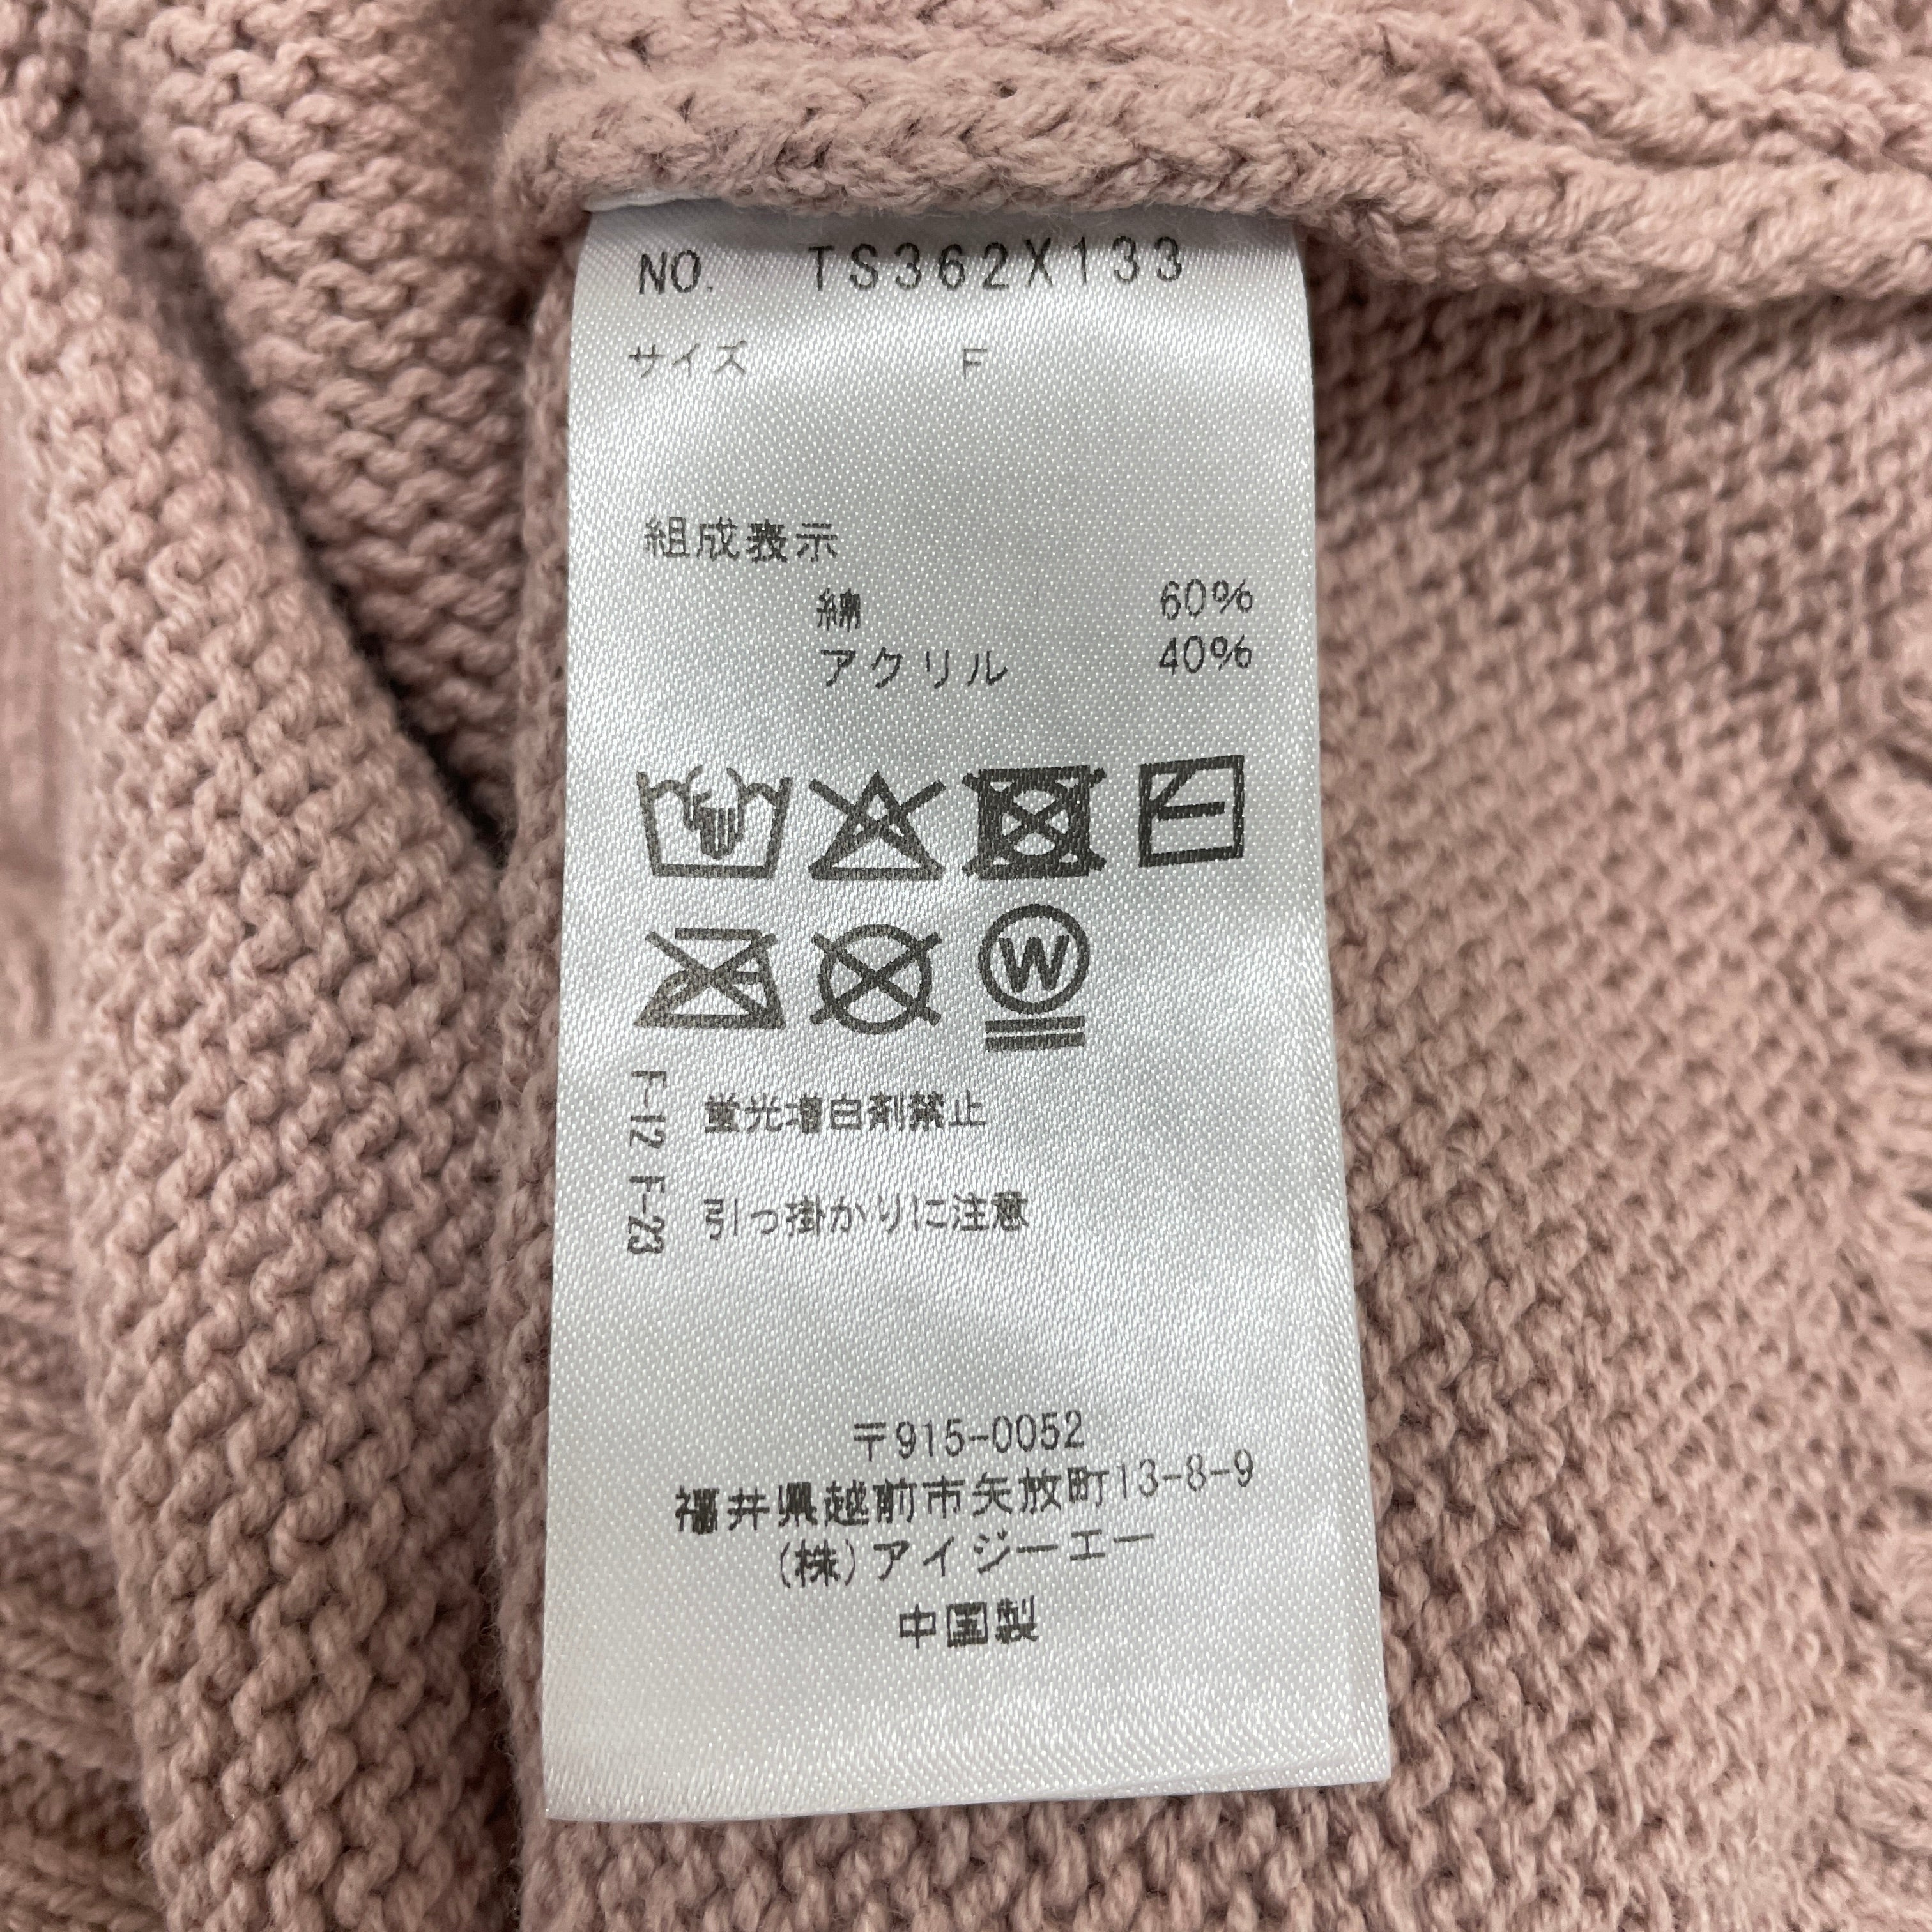 NO. TS362X133
サイズ F
組成表示
綿 60%
アクリル 40%
W
F-12 蛍光増白剤禁止
F-23 引っ掛かりに注意
〒915-0052
福井県越前市矢放町13-8-9
(株)アイジーエー
中国製